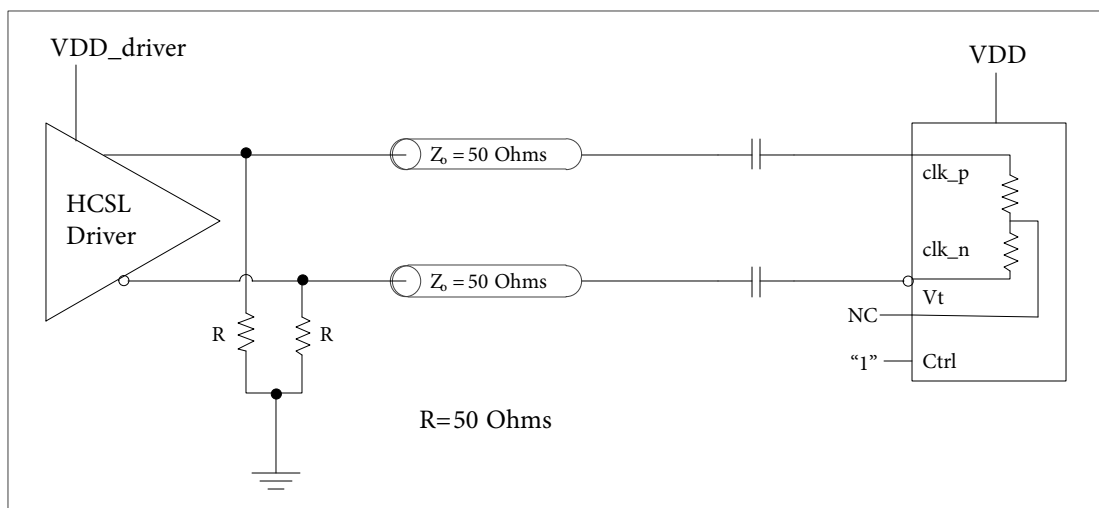 VDD_driver
VDD
HCSL
Driver
Zo = 50 Ohms
clk_p
clk_n
Zo = 50 Ohms
Vt
NC
R
R
“1”
Ctrl
R=50 Ohms